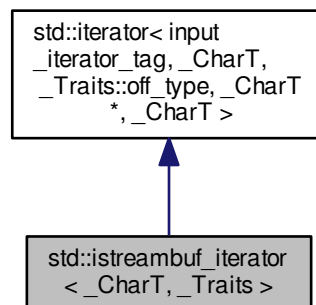 std::iterator< input
_iterator_tag, _CharT,
_Traits::off_type, _CharT
*, _CharT >
std::istreambuf_iterator
< _CharT, _Traits >